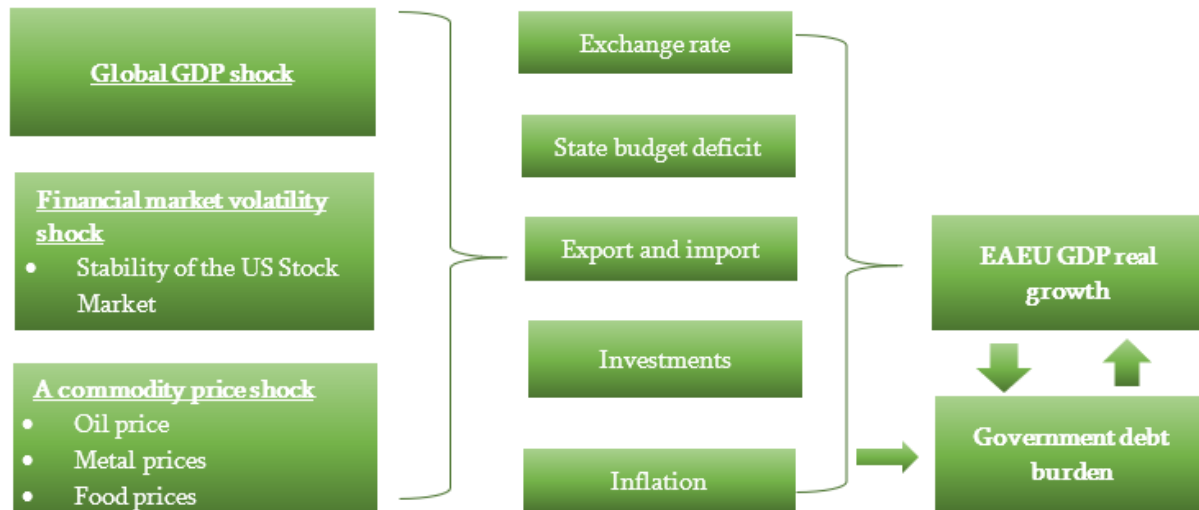 Global GDP shock
Financial market volatility
shock
• Stability of the US Stock
Market
A commodity price shock
• Oil price
• Metal prices
• Food prices
Exchange rate
State budget deficit
Export and import
Investments
Inflation
EAEU GDP real
growth
Government debt
burden